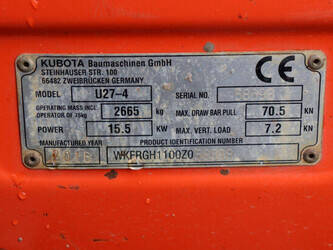 KUBOTA Baumaschinen GmbH
STEINHAUSER STR. 100
66482 ZWEIBRÜCKEN GERMANY
CE
MODEL U27-4 SERIAL NO.
OPERATING MASS INCL. OPERATOR OF 75kg 2665 kg MAX. DRAW BAR PULL 70.5 KN
POWER 15.5 KW MAX. VERT. LOAD 7.2 KN
MANUFACTURED YEAR PRODUCT IDENTIFICATION NUMBER
WKFRGH1100Z0